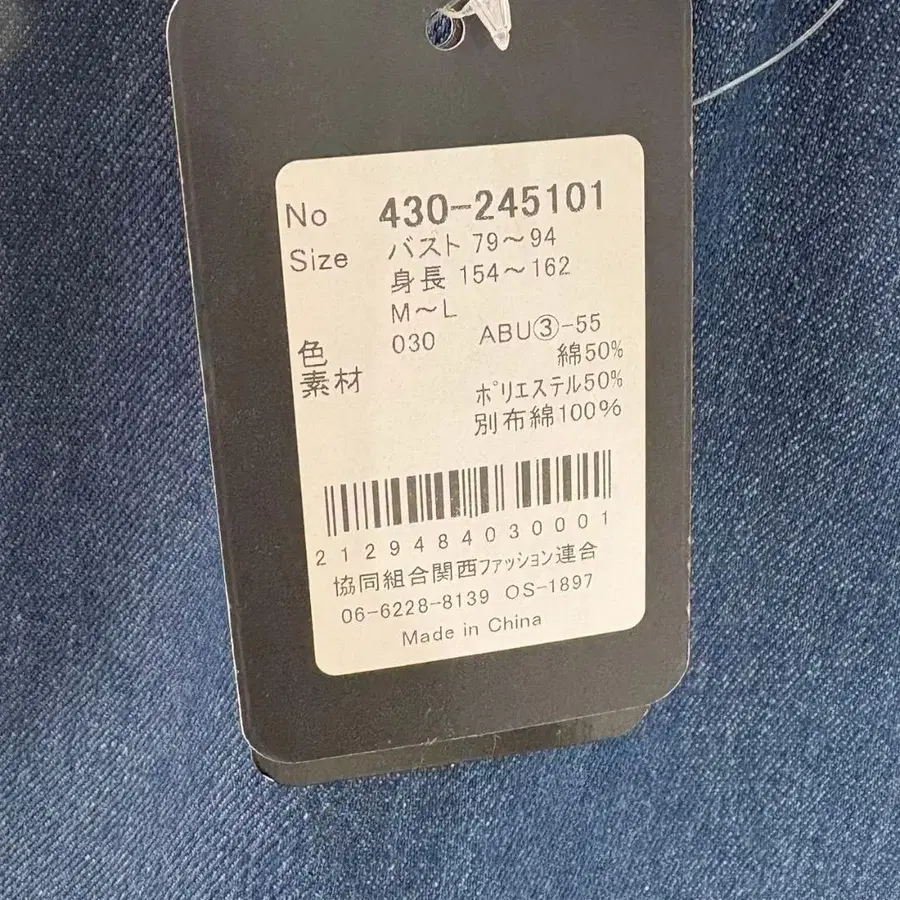 No 430-245101
Size バスト 79～94
身長 154～162
M～L
色 030 ABU③-55
素材 綿50%
ポリエステル50%
別布綿100%
2129484030001
協同組合関西ファッション連合
06-6228-8139 OS-1897
Made in China